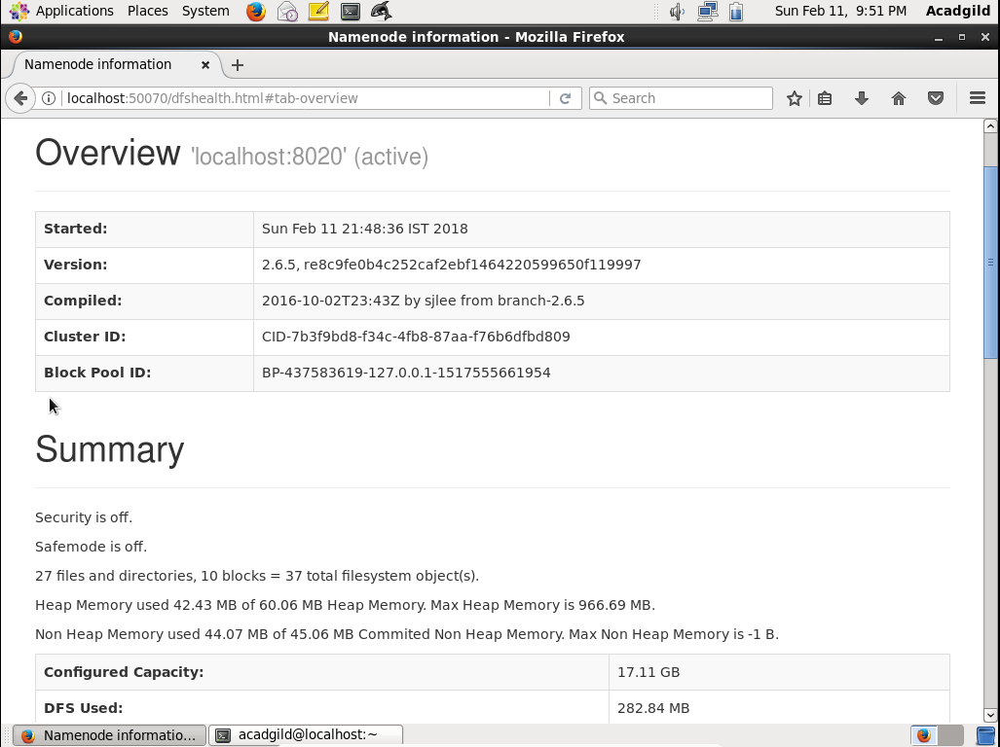 Applications Places System Sun Feb 11, 9:51 PM Acadgild
Namenode information - Mozilla Firefox
Namenode information
localhost:50070/dfshealth.html#tab-overview Search
Overview 'localhost:8020' (active)
Started: Sun Feb 11 21:48:36 IST 2018
Version: 2.6.5, re8c9fe0b4c252caf2ebf1464220599650f119997
Compiled: 2016-10-02T23:43Z by sjlee from branch-2.6.5
Cluster ID: CID-7b3f9bd8-f34c-4fb8-87aa-f76b6dfbd809
Block Pool ID: BP-437583619-127.0.0.1-1517555661954
Summary
Security is off.
Safemode is off.
27 files and directories, 10 blocks = 37 total filesystem object(s).
Heap Memory used 42.43 MB of 60.06 MB Heap Memory. Max Heap Memory is 966.69 MB.
Non Heap Memory used 44.07 MB of 45.06 MB Commited Non Heap Memory. Max Non Heap Memory is -1 B.
Configured Capacity: 17.11 GB
DFS Used: 282.84 MB
Namenode informatio... acadgild@localhost:~